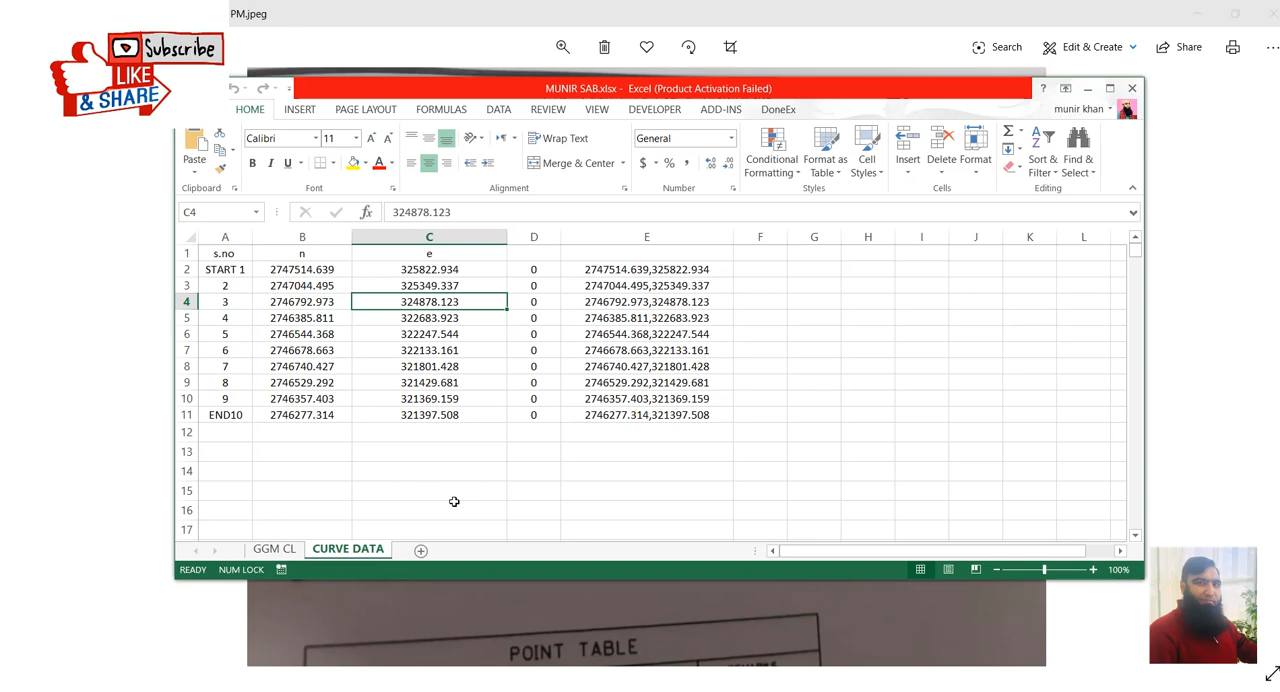 PM.jpeg
Subscribe
LIKE
& SHARE
Search
Edit & Create
Share
MUNIR SAB.xlsx - Excel (Product Activation Failed)
HOME INSERT PAGE LAYOUT FORMULAS DATA REVIEW VIEW DEVELOPER ADD-INS DoneEx munir khan
Paste
Calibri 11
B I U
A A
Wrap Text
Merge & Center
General
$ % ,
Conditional Formatting
Format as Table
Cell Styles
Insert Delete Format
Sort & Filter
Find & Select
Clipboard Font Alignment Number Styles Cells Editing
C4 fx 324878.123
A B C D E F G H I J K L
1 s.no n e
2 START 1 2747514.639 325822.934 0 2747514.639,325822.934
3 2 2747044.495 325349.337 0 2747044.495,325349.337
4 3 2746792.973 324878.123 0 2746792.973,324878.123
5 4 2746385.811 322683.923 0 2746385.811,322683.923
6 5 2746544.368 322247.544 0 2746544.368,322247.544
7 6 2746678.663 322133.161 0 2746678.663,322133.161
8 7 2746740.427 321801.428 0 2746740.427,321801.428
9 8 2746529.292 321429.681 0 2746529.292,321429.681
10 9 2746357.403 321369.159 0 2746357.403,321369.159
11 END10 2746277.314 321397.508 0 2746277.314,321397.508
12
13
14
15
16
17
GGM CL CURVE DATA
READY NUM LOCK 100%
POINT TABLE